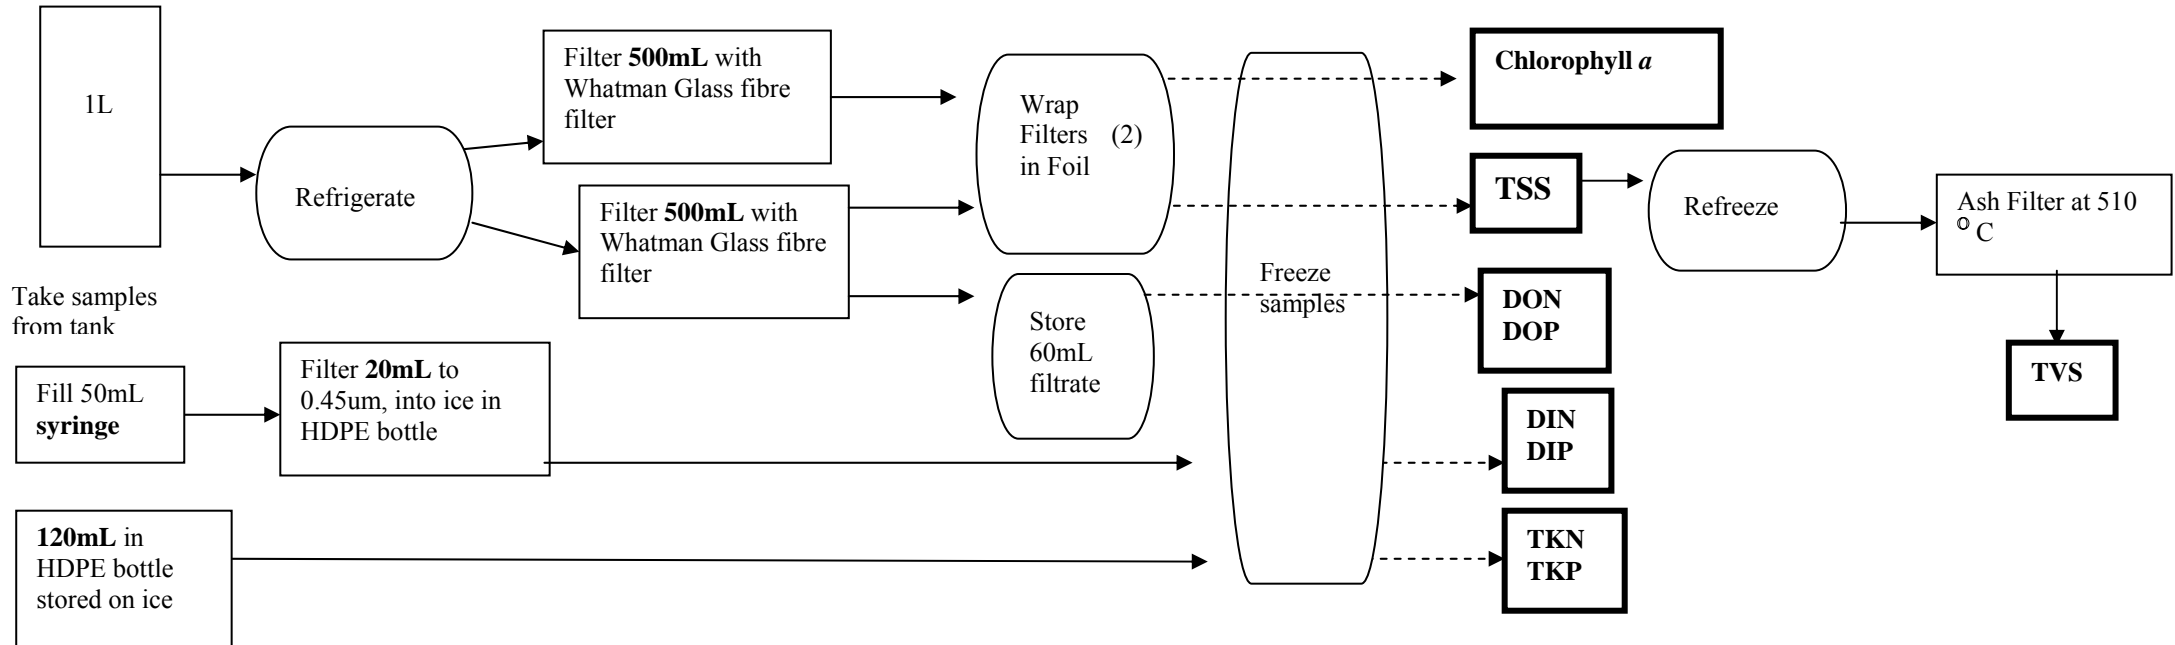 1L
Take samples
from tank
Refrigerate
Filter 500mL with
Whatman Glass fibre
filter
Filter 500mL with
Whatman Glass fibre
filter
Wrap
Filters (2)
in Foil
Store
60mL
filtrate
Fill 50mL
syringe
Filter 20mL to
0.45um, into ice in
HDPE bottle
120mL in
HDPE bottle
stored on ice
Freeze
samples
Chlorophyll a
TSS
Refreeze
Ash Filter at 510
° C
TVS
DON
DOP
DIN
DIP
TKN
TKP